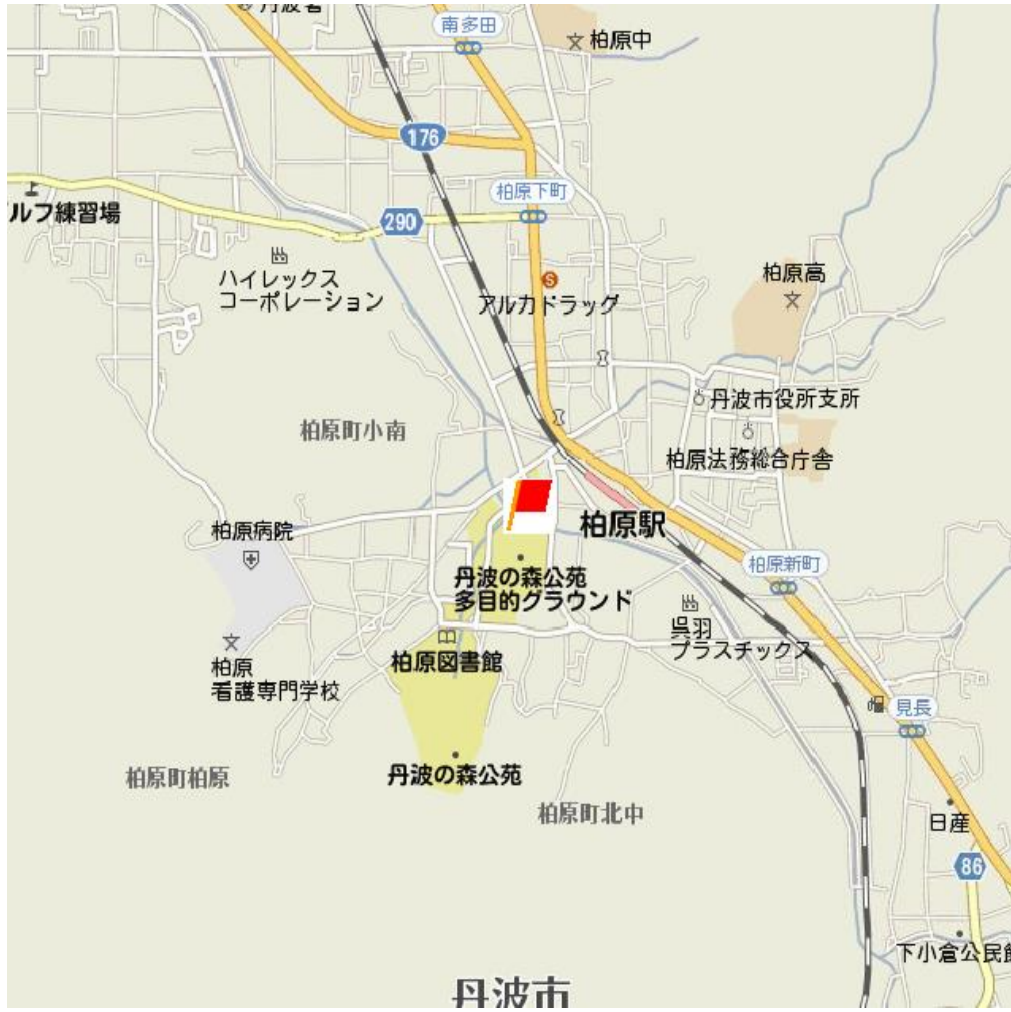 丹波署
南多田
柏原中
176
柏原下町
ルフ練習場
290
ハイレックス
コーポレーション
柏原高
S
アルカドラッグ
丹波市役所支所
柏原町小南
柏原法務総合庁舎
柏原病院
柏原駅
柏原新町
丹波の森公苑
多目的グラウンド
呉羽
プラスチックス
柏原図書館
柏原
看護専門学校
見長
柏原町柏原
丹波の森公苑
柏原町北中
日産
86
下小倉公民館
丹波市